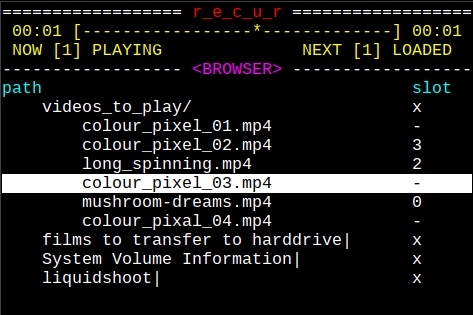 ================== r_e_c_u_r ==================
00:01 [-----------------*-------------] 00:01
NOW [1] PLAYING NEXT [1] LOADED
------------------ <BROWSER> ------------------
path slot
videos_to_play/ x
colour_pixel_01.mp4 -
colour_pixel_02.mp4 3
long_spinning.mp4 2
colour_pixel_03.mp4 -
mushroom-dreams.mp4 0
colour_pixal_04.mp4 -
films to transfer to harddrive| x
System Volume Information| x
liquidshoot| x